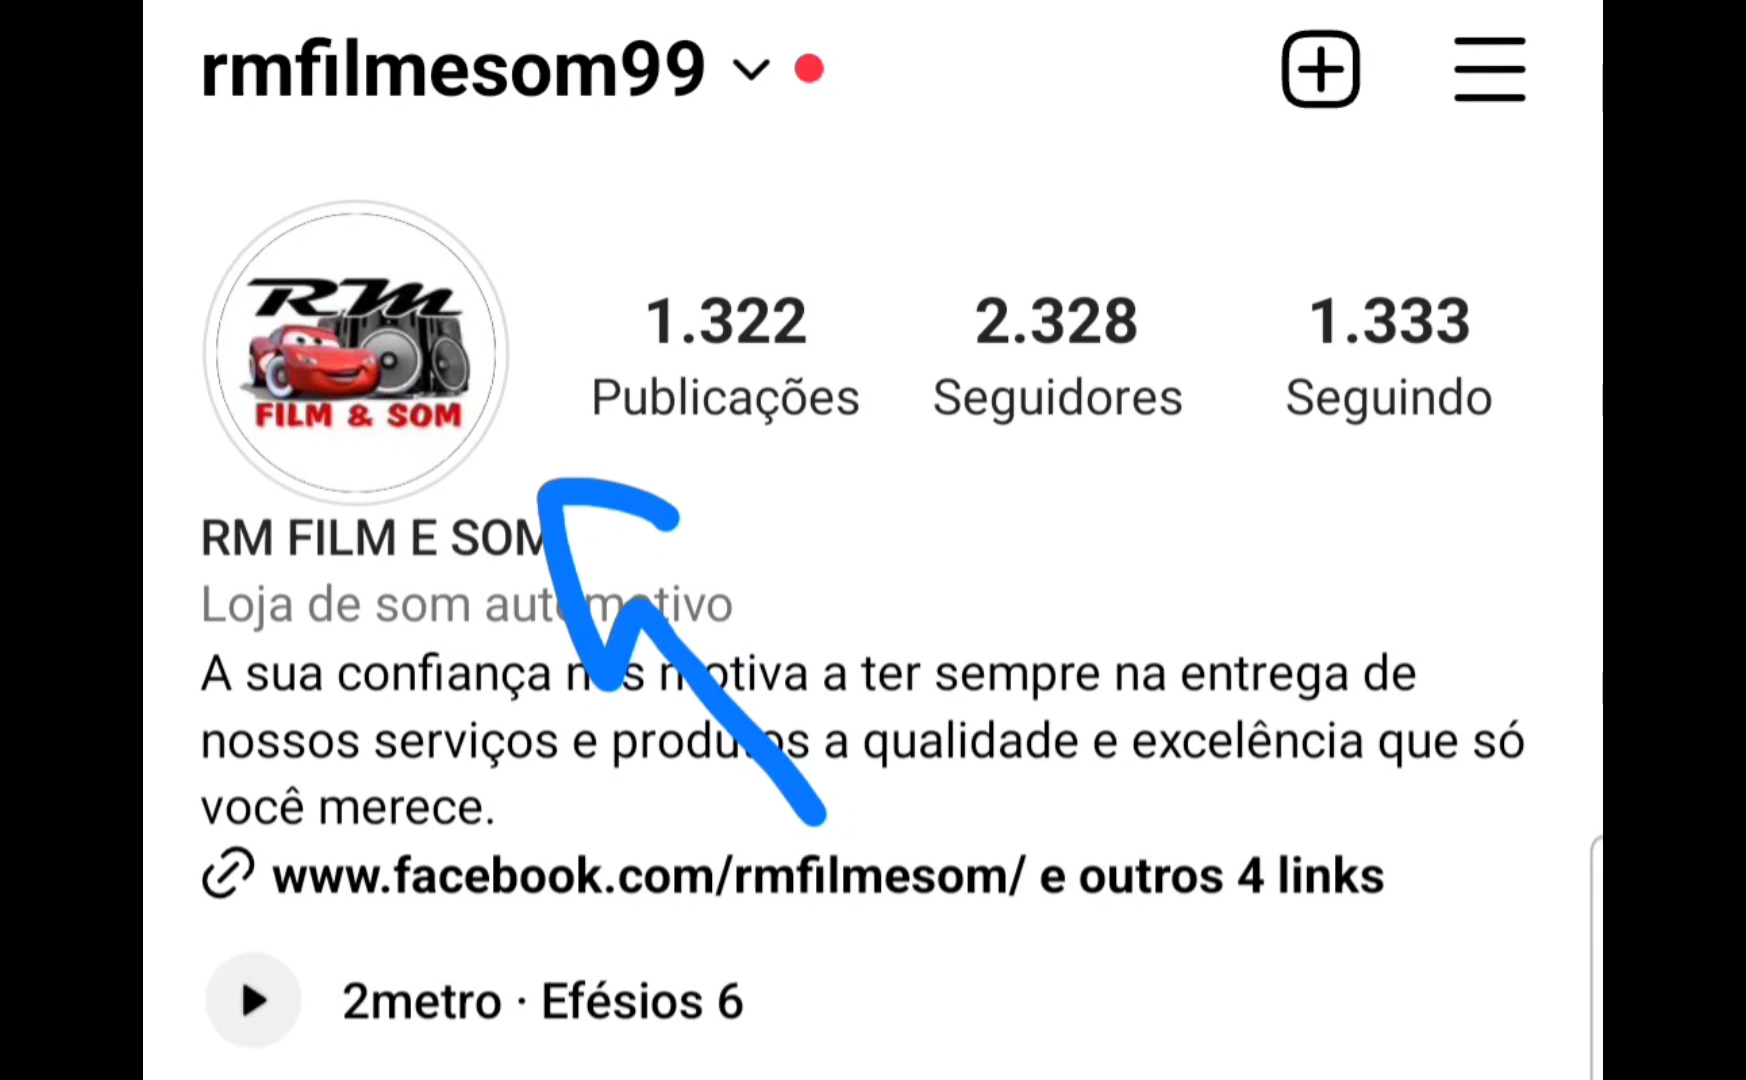 rmfilmesom99
RM
FILM & SOM
1.322
Publicações
2.328
Seguidores
1.333
Seguindo
RM FILM E SOM
Loja de som automotivo
A sua confiança nos motiva a ter sempre na entrega de
nossos serviços e produtos a qualidade e excelência que só
você merece.
www.facebook.com/rmfilmesom/ e outros 4 links
2metro · Efésios 6